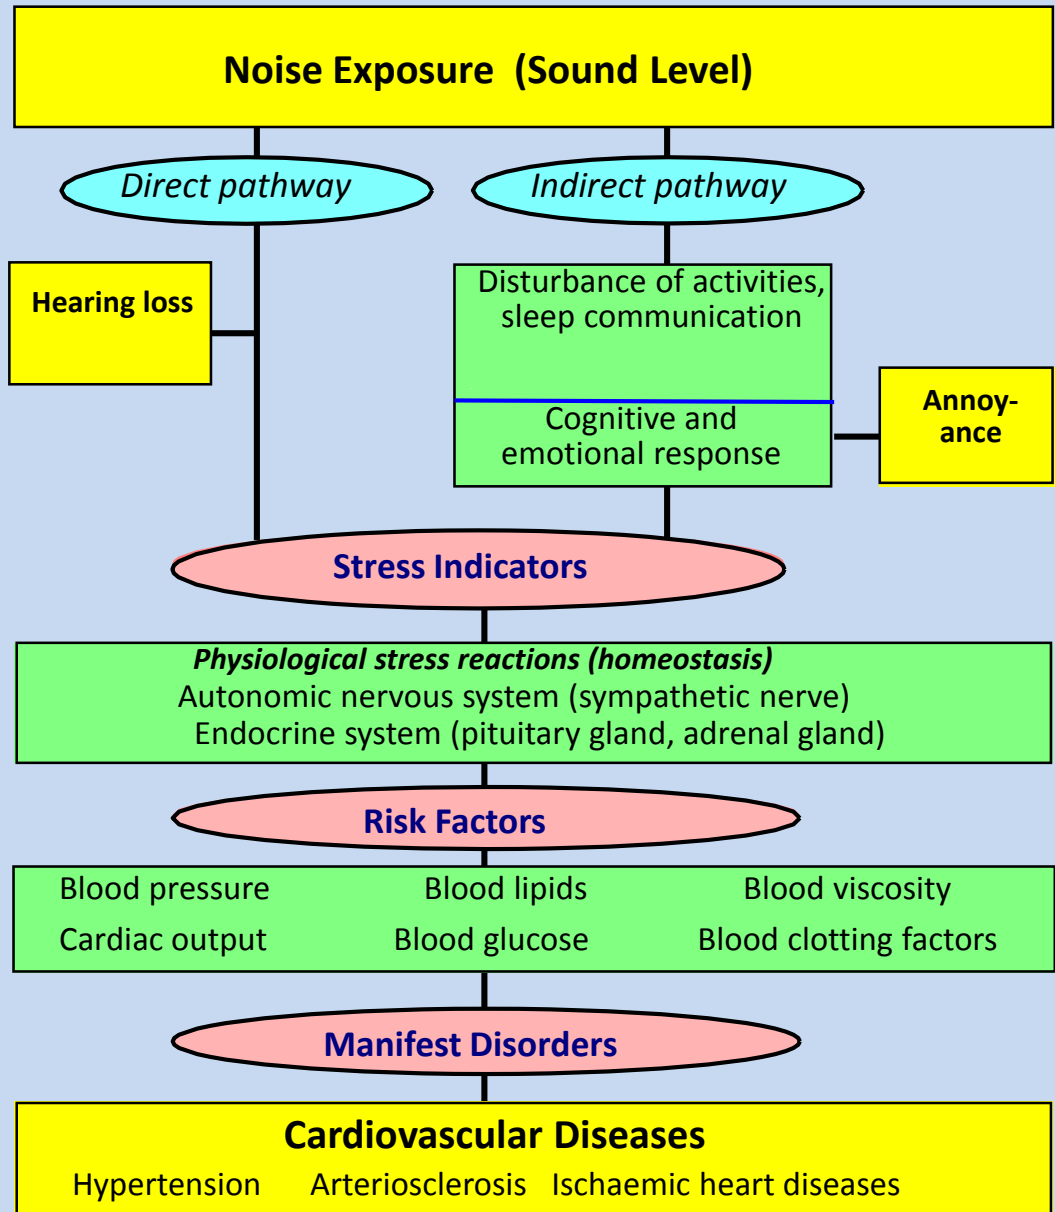 Noise Exposure (Sound Level)
Direct pathway
Indirect pathway
Hearing loss
Disturbance of activities,
sleep communication
Cognitive and
emotional response
Annoy-
ance
Stress Indicators
Physiological stress reactions (homeostasis)
Autonomic nervous system (sympathetic nerve)
Endocrine system (pituitary gland, adrenal gland)
Risk Factors
Blood pressure Blood lipids Blood viscosity
Cardiac output Blood glucose Blood clotting factors
Manifest Disorders
Cardiovascular Diseases
Hypertension Arteriosclerosis Ischaemic heart diseases